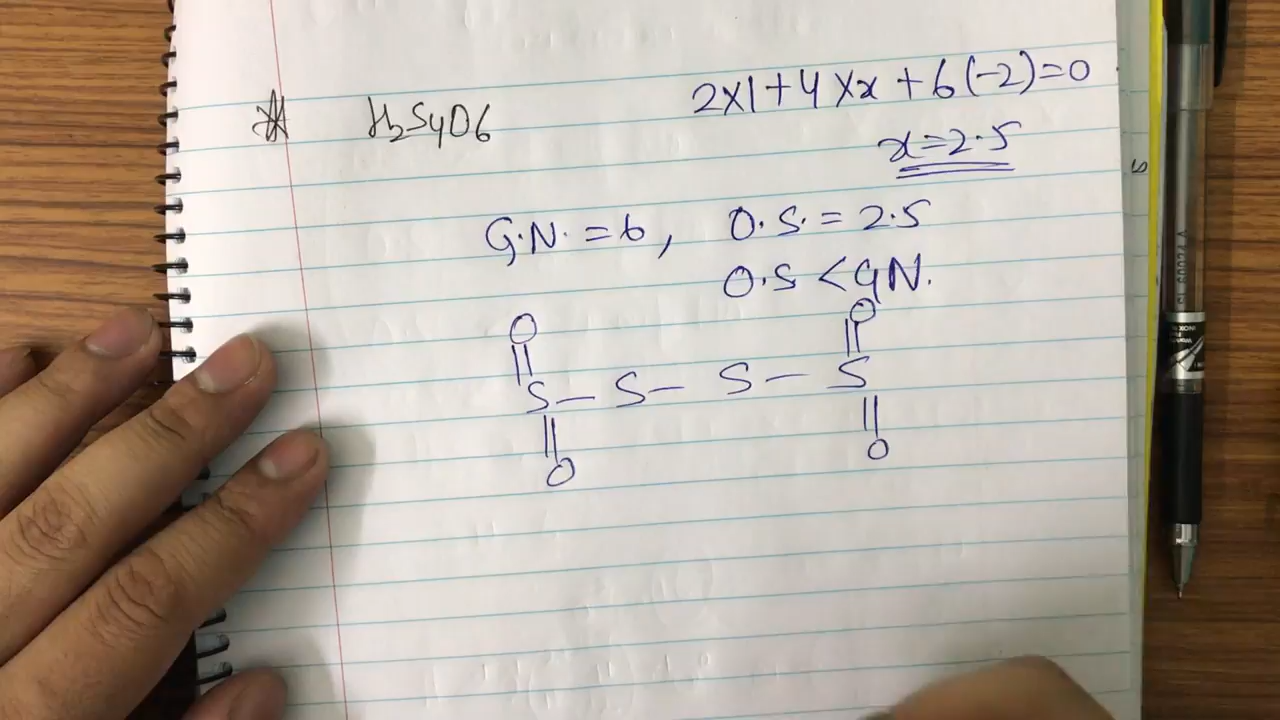 2×1+4×x+6(-2)=0
H2S4O6
x=2.5
G.N. = 6, O.S. = 2.5
O.S < GN.
O O
|| ||
S - S - S - S
|| ||
O O